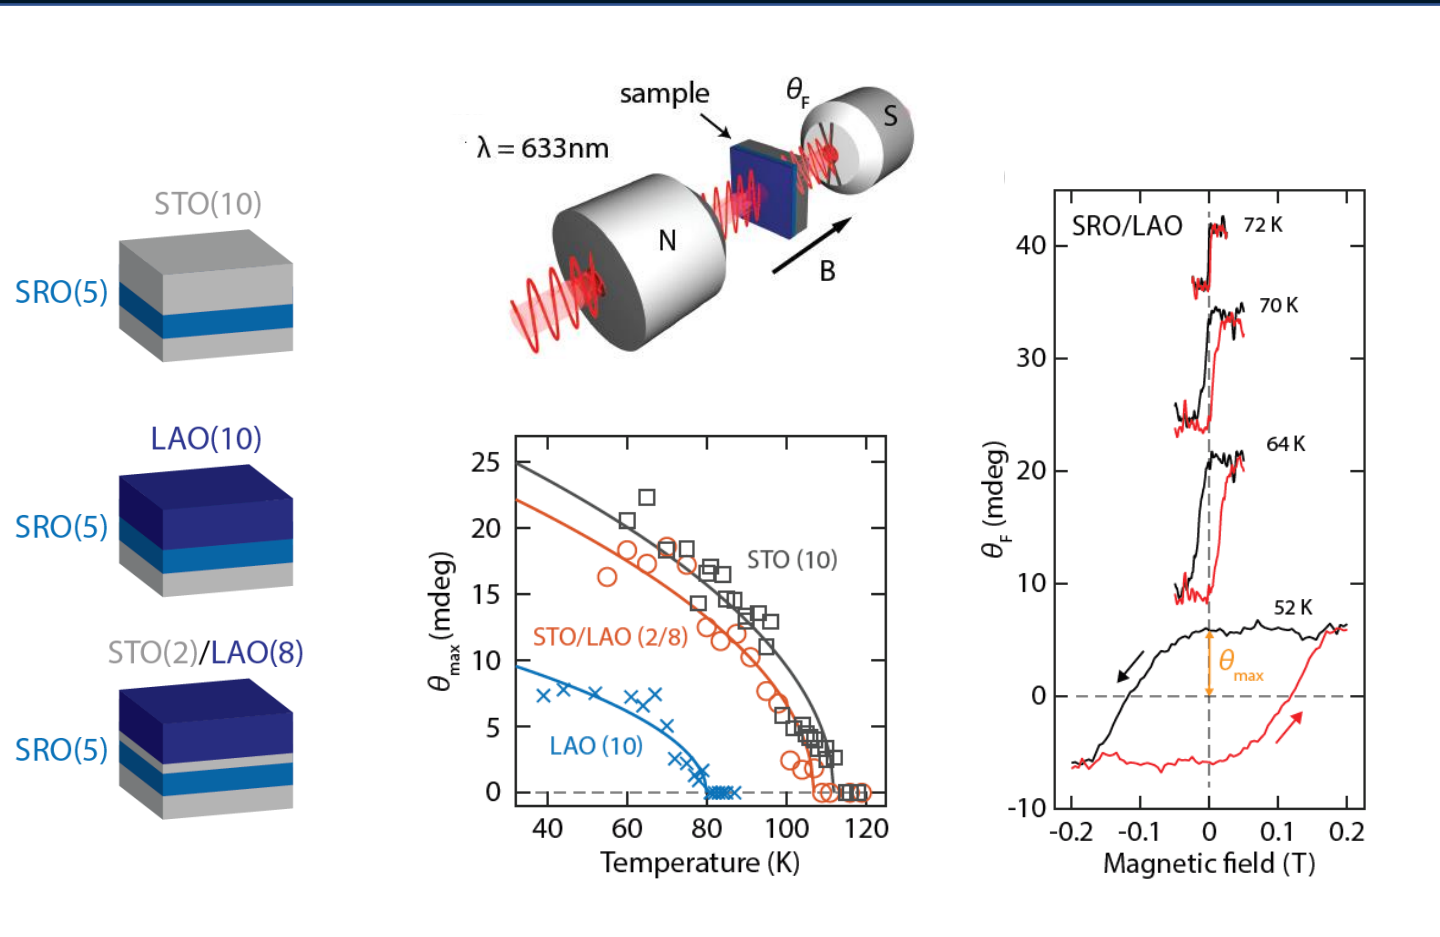 STO(10)
SRO(5)
LAO(10)
SRO(5)
STO(2)/LAO(8)
SRO(5)
sample
θF
S
λ = 633nm
N
B
25
20
15
10
5
0
θmax (mdeg)
STO (10)
STO/LAO (2/8)
LAO (10)
40 60 80 100 120
Temperature (K)
SRO/LAO
72 K
70 K
64 K
52 K
θmax
40
30
20
10
0
-10
θF (mdeg)
-0.2 -0.1 0 0.1 0.2
Magnetic field (T)